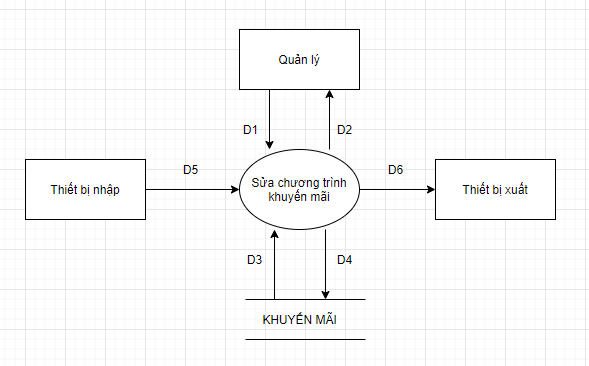 Quản lý
D1
D2
Thiết bị nhập
D5
Sửa chương trình
khuyến mãi
D6
Thiết bị xuất
D3
D4
KHUYẾN MÃI